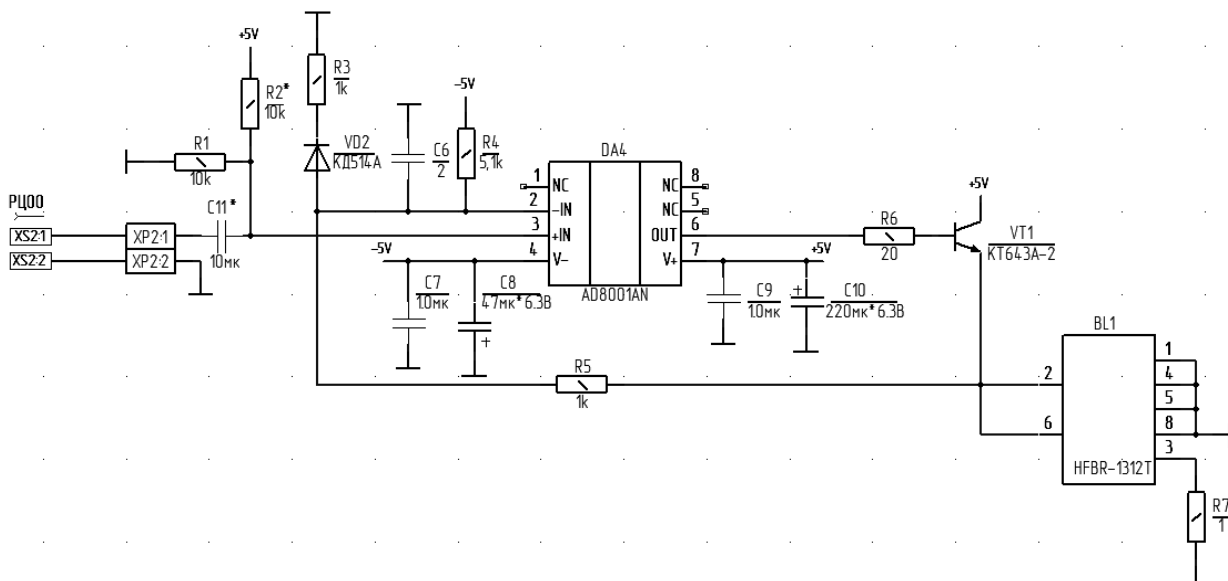 +5V
R2*
10k
R1
10k
РЦ00
XS2:1
XS2:2
XP2:1
XP2:2
C11*
10мк
R3
1k
VD2
КД514А
C6
2
-5V
R4
5,1k
DA4
1 NC
2 -IN
3 +IN
4 V-
NC 8
NC 5
OUT 6
V+ 7
AD8001AN
-5V
C7
1.0мк
C8
47мк*6.3В
+5V
C9
1.0мк
C10
220мк*6.3В
R5
1k
R6
20
+5V
VT1
КТ643А-2
BL1
2
6
1
4
5
8
3
HFBR-1312T
R7
1